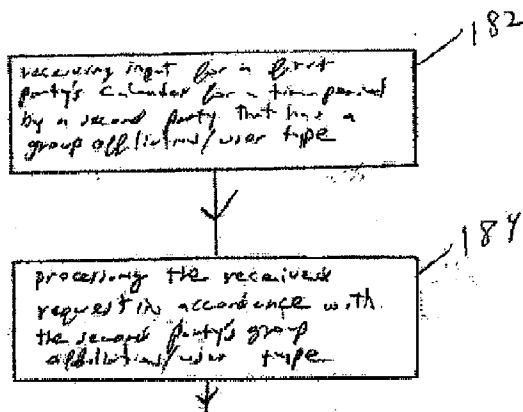 182
receiving input for a first
party's calendar for a time period
by a second party that has a
group affiliation/user type
184
processing the received
request in accordance with
the second party's group
affiliation/user type